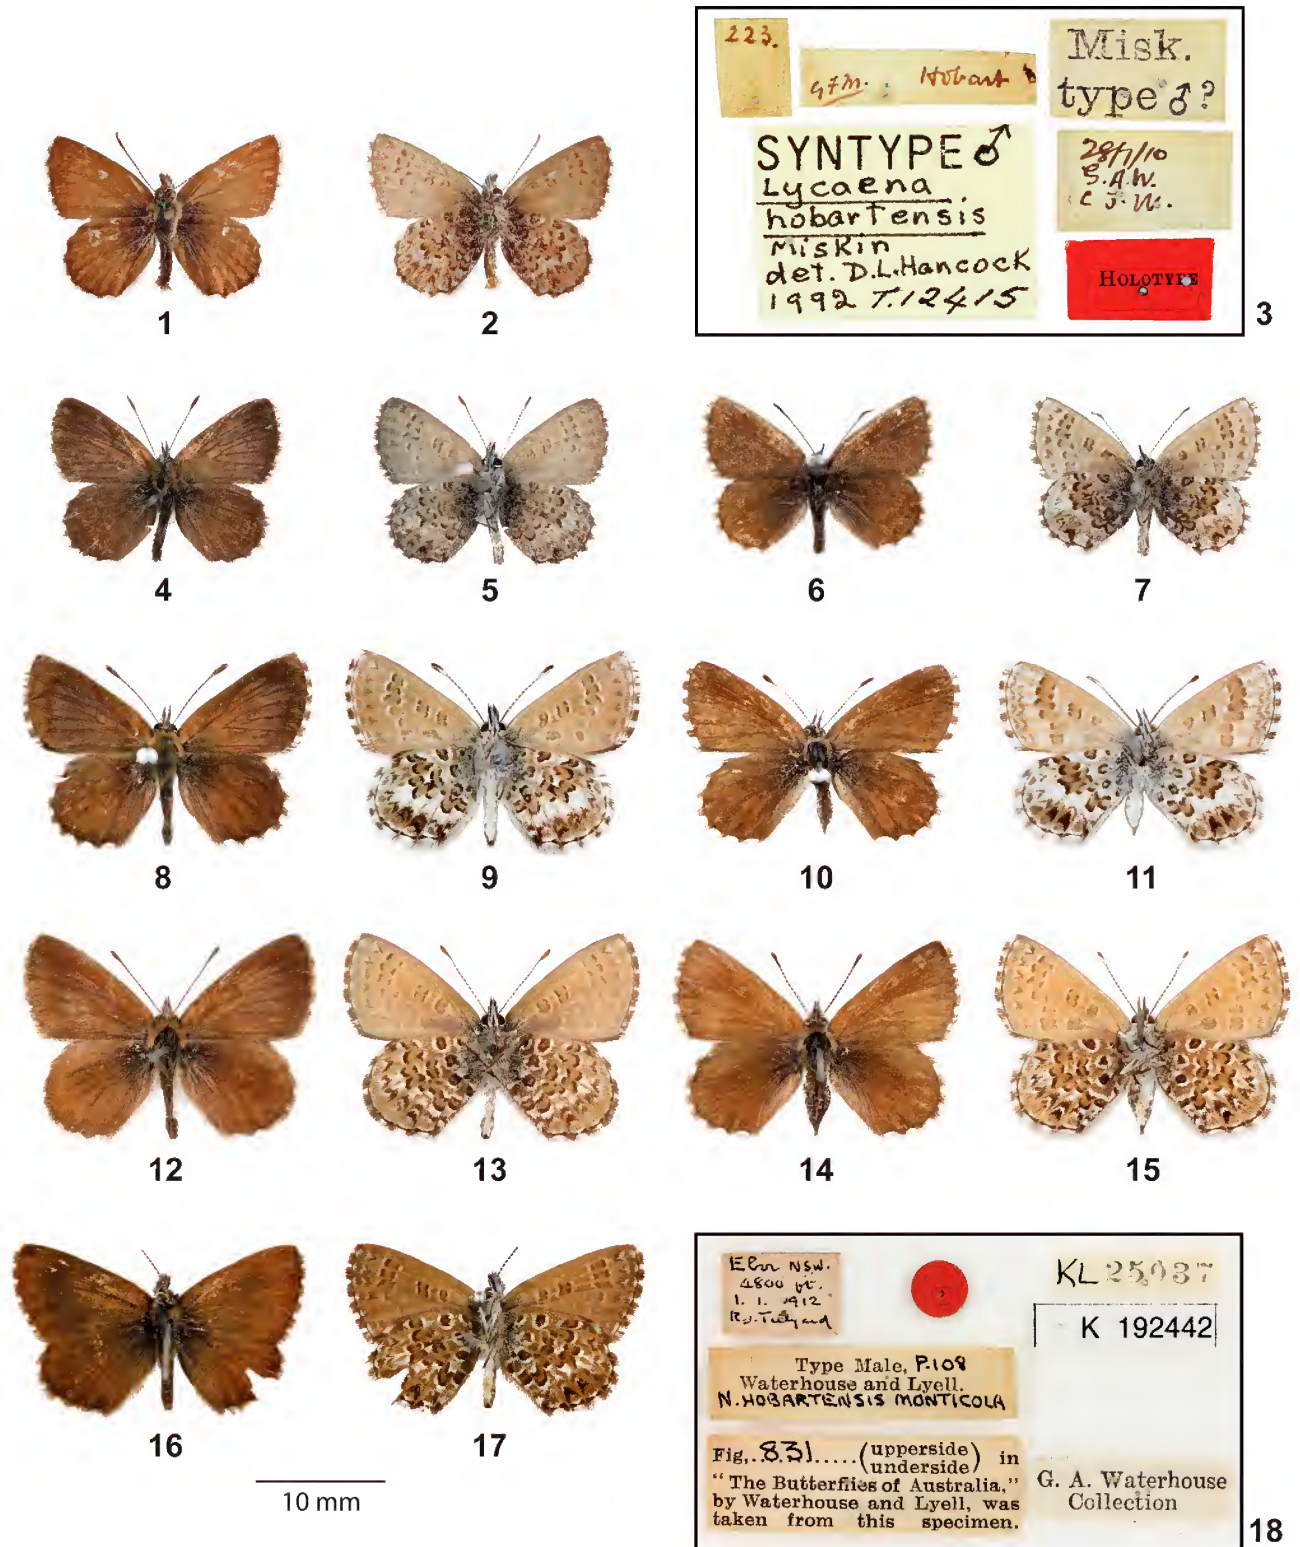 223.
Hobart
Misk.
type ♂?
SYNTYPE ♂
Lycaena
hobartensis
Miskin
det. D.L.Hancock
1992 T.12415
28/1/10
G.A.W.
HOLOTYPE
3
1
2
4
5
6
7
8
9
10
11
12
13
14
15
16
17
10 mm
Ebor NSW.
4800 ft.
1. 1. 1912
R.J. Tillyard
KL 25037
K 192442
Type Male, P.108
Waterhouse and Lyell.
N. HOBARTENSIS MONTICOLA
Fig, 831 ..... (upperside) in
(underside)
"The Butterflies of Australia,"
by Waterhouse and Lyell, was
taken from this specimen.
G. A. Waterhouse
Collection
18